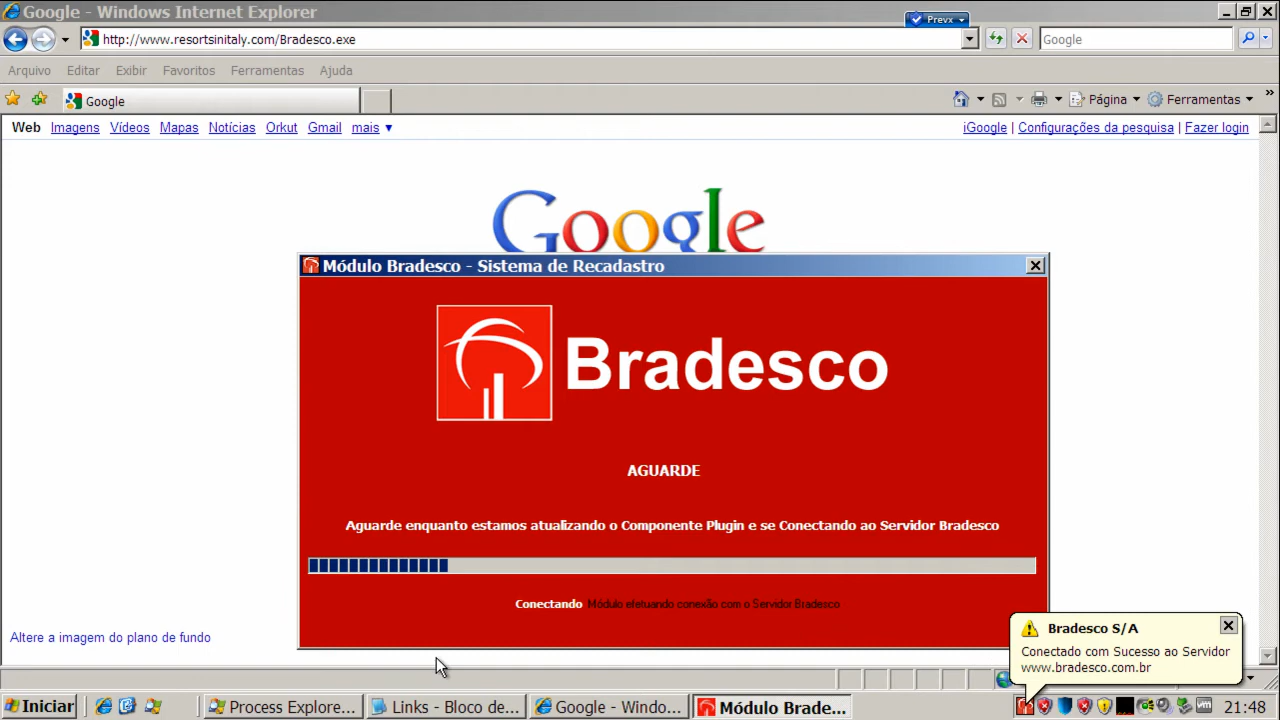 Google - Windows Internet Explorer
Prevx
http://www.resortsinitaly.com/Bradesco.exe
Google
Arquivo Editar Exibir Favoritos Ferramentas Ajuda
Google
Página Ferramentas
Web Imagens Vídeos Mapas Notícias Orkut Gmail mais ▼
iGoogle | Configurações da pesquisa | Fazer login
Google
Módulo Bradesco - Sistema de Recadastro
Bradesco
AGUARDE
Aguarde enquanto estamos atualizando o Componente Plugin e se Conectando ao Servidor Bradesco
Conectando Módulo efetuando conexão com o Servidor Bradesco
Altere a imagem do plano de fundo
Bradesco S/A
Conectado com Sucesso ao Servidor
www.bradesco.com.br
Iniciar
Process Explore...
Links - Bloco de...
Google - Windo...
Módulo Brade...
21:48